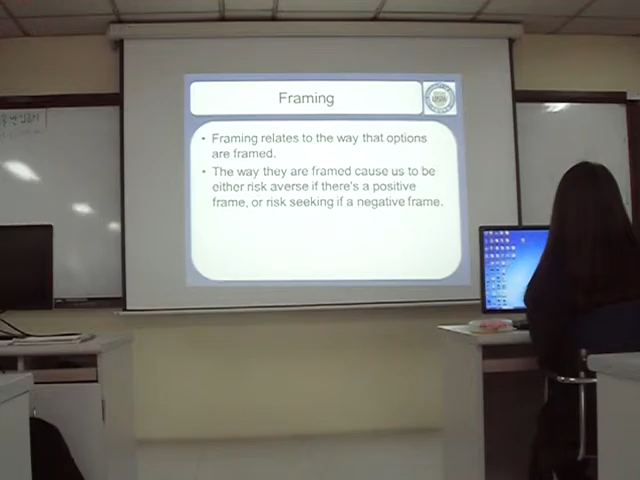 Framing
• Framing relates to the way that options
are framed.
• The way they are framed cause us to be
either risk averse if there's a positive
frame, or risk seeking if a negative frame.